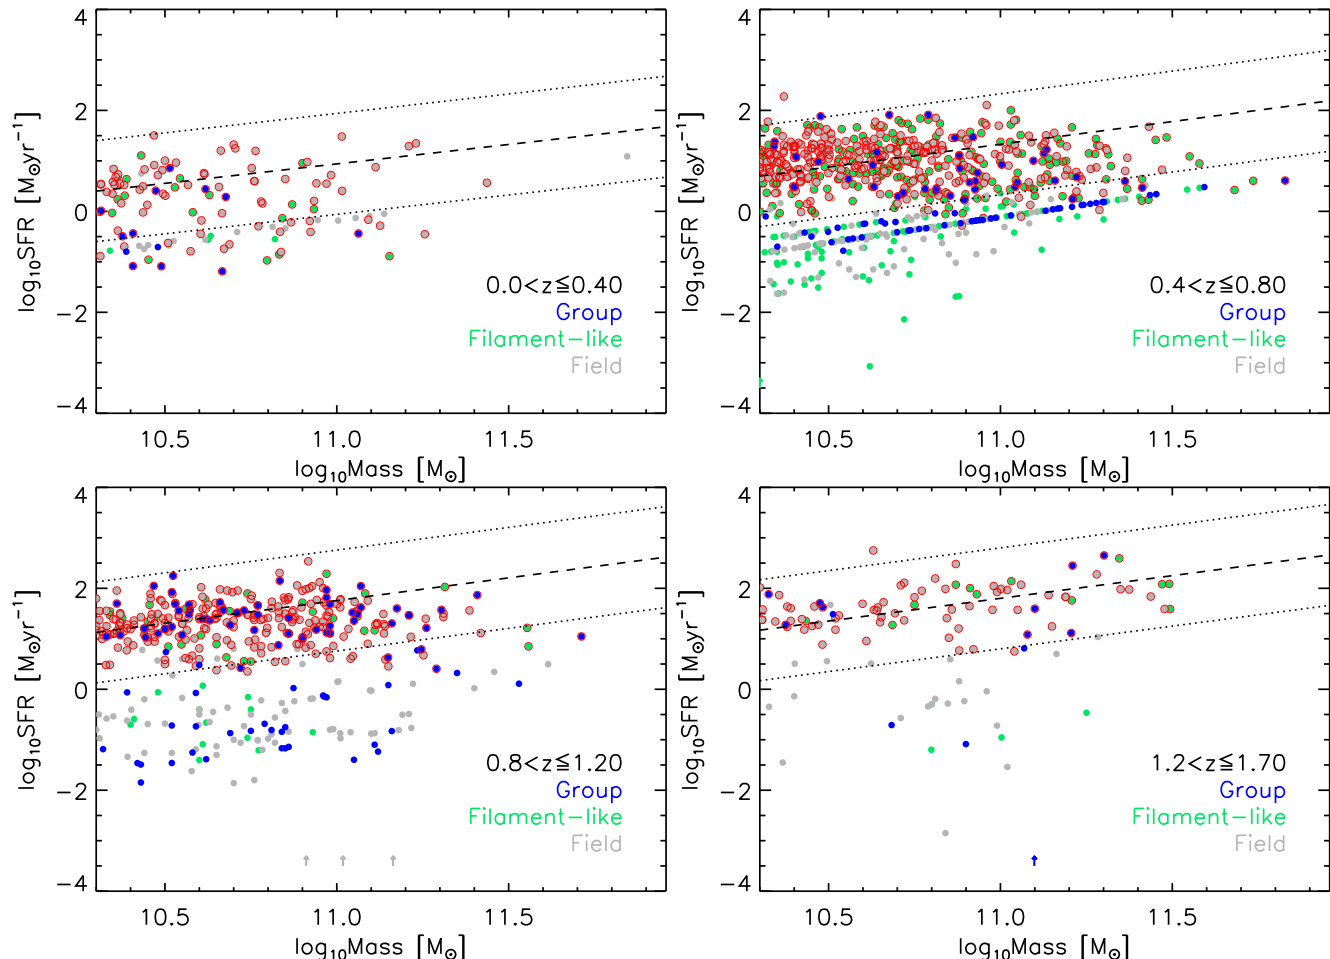 4
2
0
−2
−4
log₁₀SFR [M⊙yr⁻¹]
10.5 11.0 11.5
log₁₀Mass [M⊙]
0.0<z≦0.40
Group
Filament−like
Field
4
2
0
−2
−4
log₁₀SFR [M⊙yr⁻¹]
10.5 11.0 11.5
log₁₀Mass [M⊙]
0.4<z≦0.80
Group
Filament−like
Field
4
2
0
−2
−4
log₁₀SFR [M⊙yr⁻¹]
10.5 11.0 11.5
log₁₀Mass [M⊙]
0.8<z≦1.20
Group
Filament−like
Field
4
2
0
−2
−4
log₁₀SFR [M⊙yr⁻¹]
10.5 11.0 11.5
log₁₀Mass [M⊙]
1.2<z≦1.70
Group
Filament−like
Field